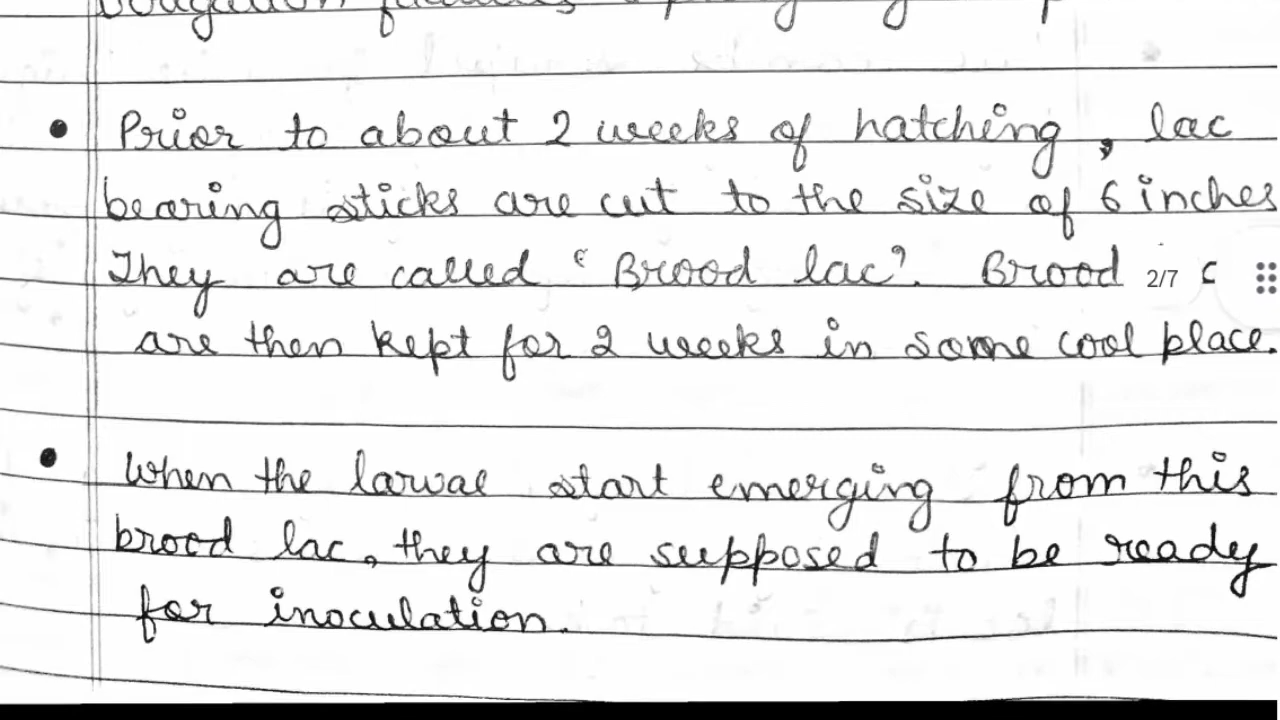 • Prior to about 2 weeks of hatching, lac
bearing sticks are cut to the size of 6 inches
They are called 'Brood lac'. Brood 2/7 c
are then kept for 2 weeks in some cool place.
• When the larvae start emerging from this
brood lac, they are supposed to be ready
for inoculation.